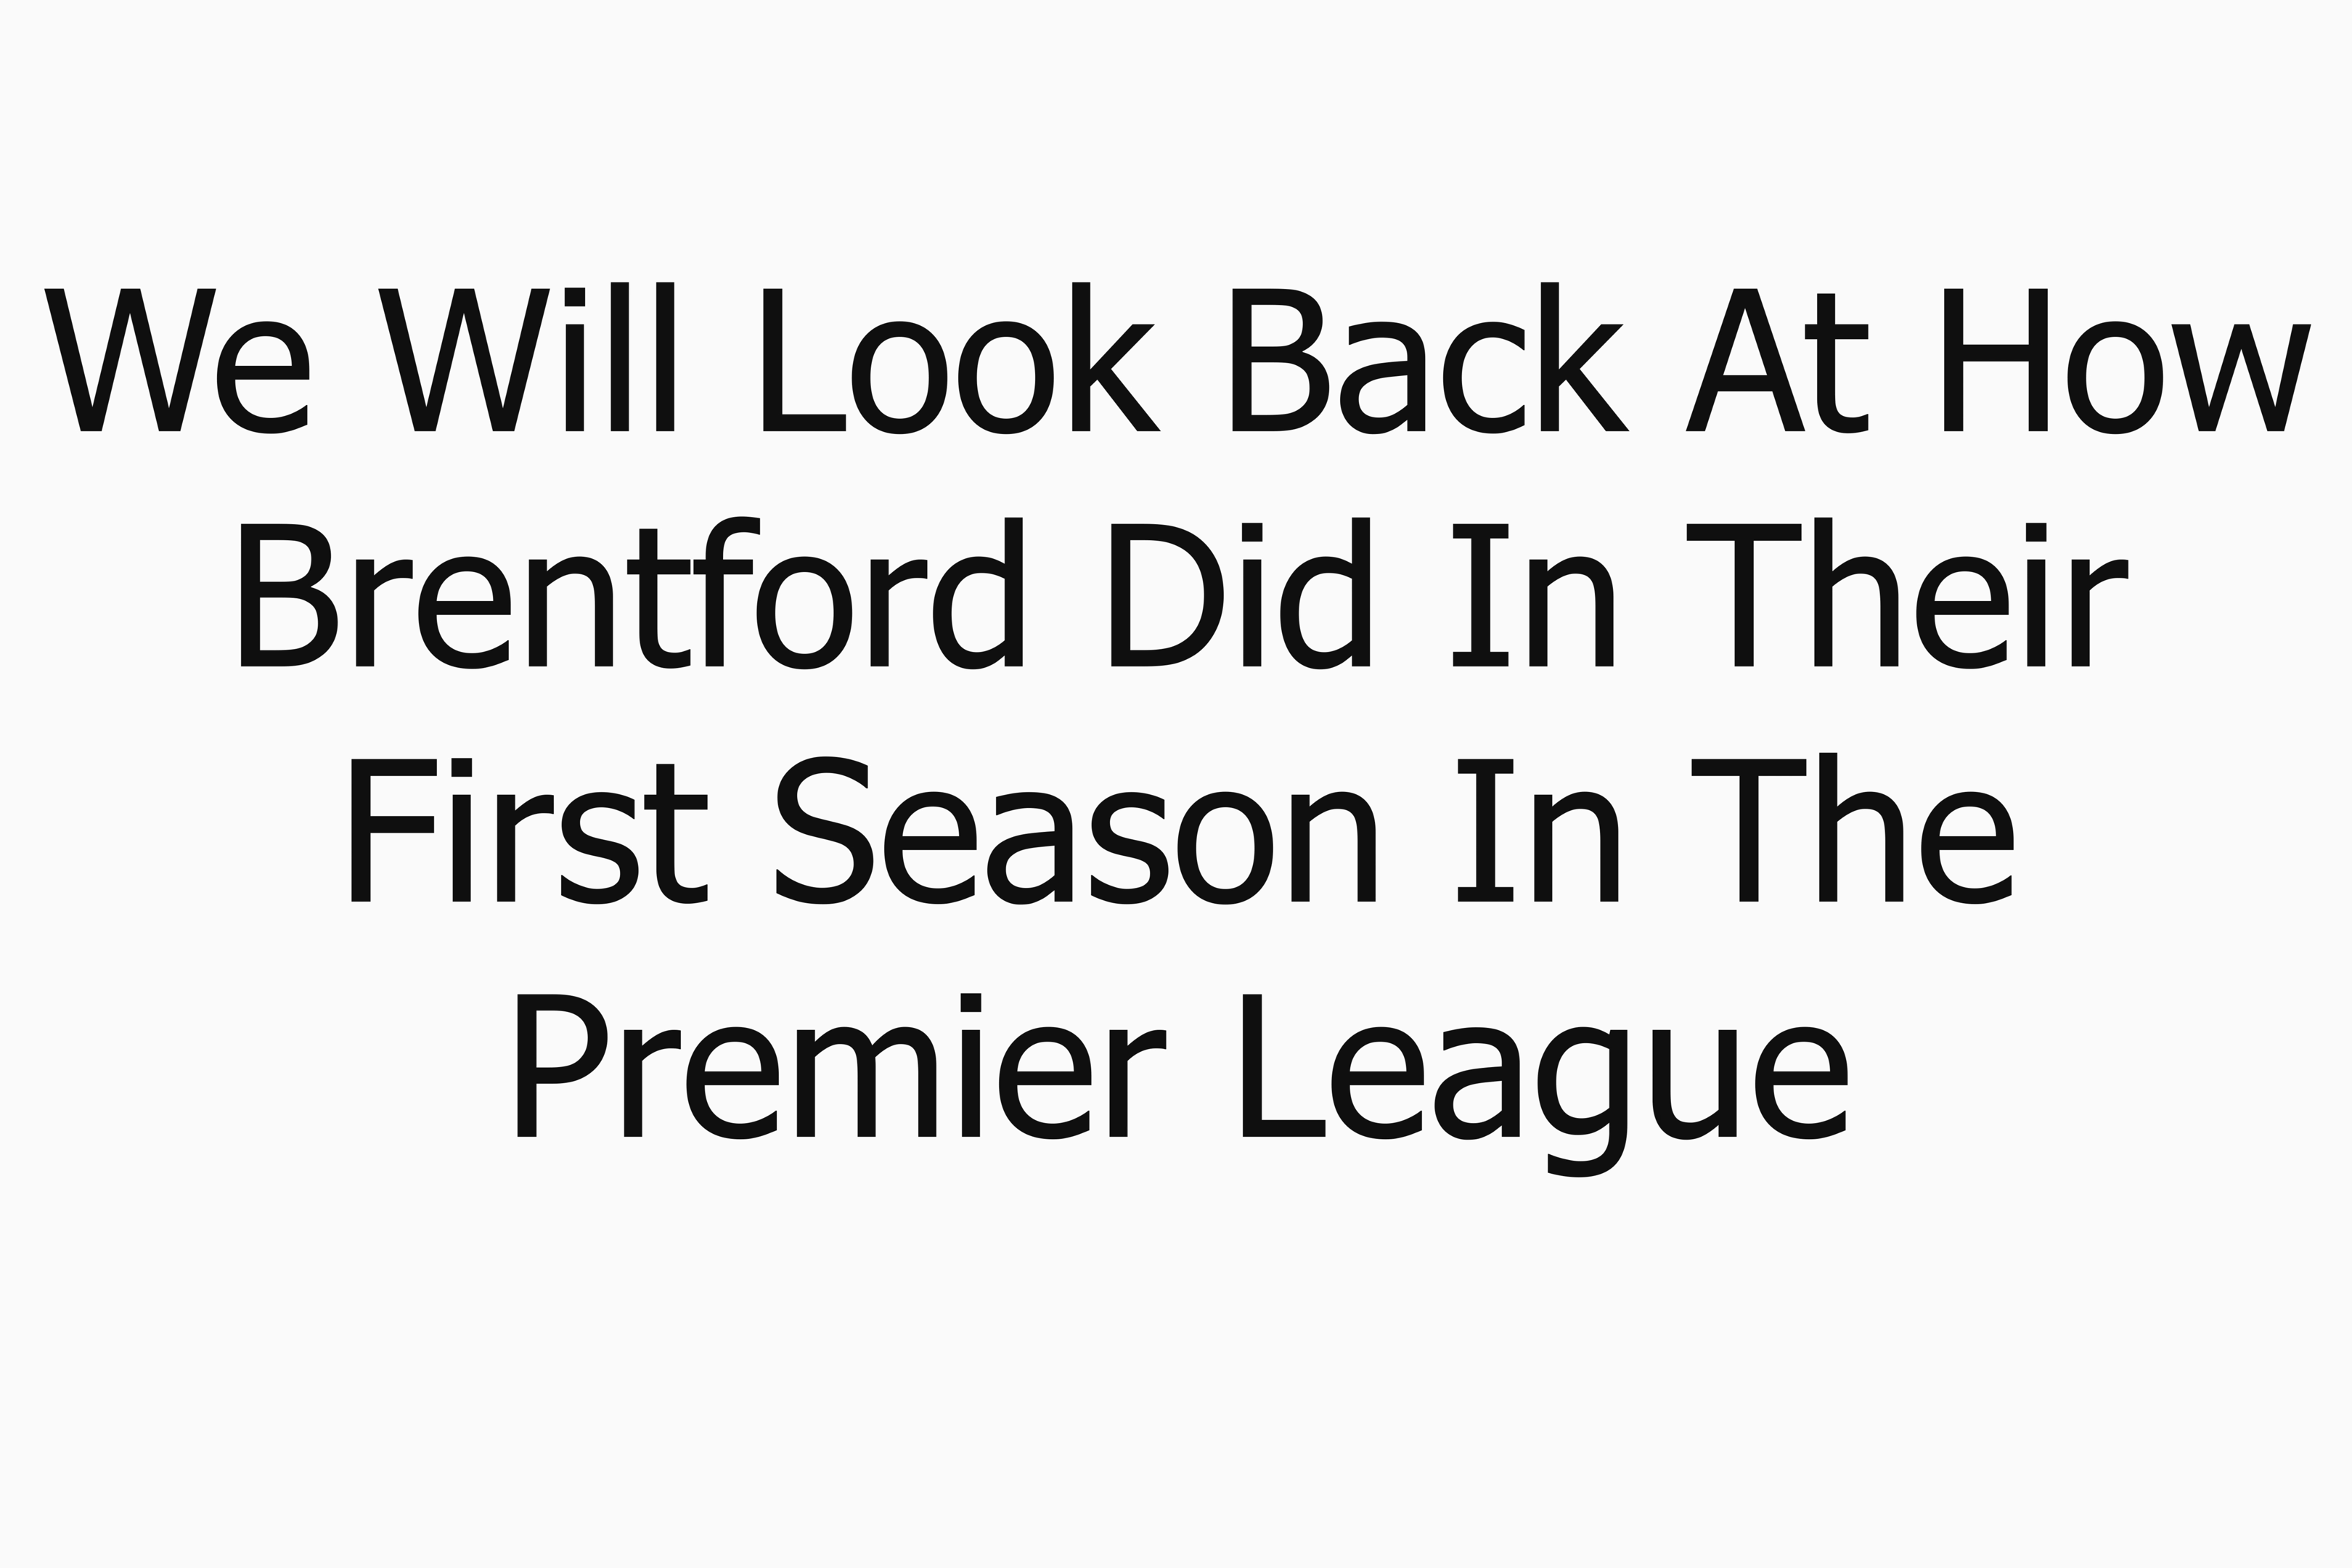 We Will Look Back At How
Brentford Did In Their
First Season In The
Premier League